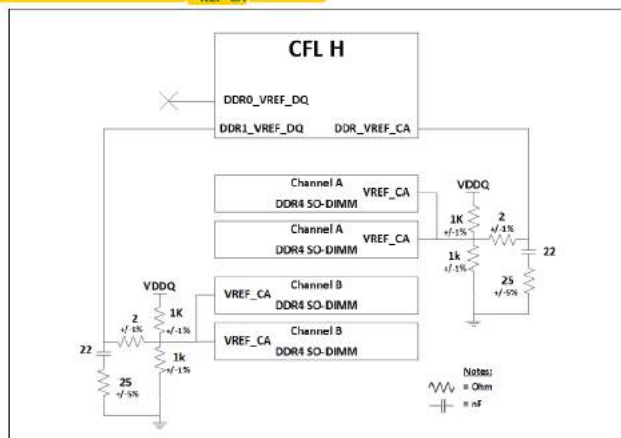 REF CA
CFL H
DDR0_VREF_DQ
DDR1_VREF_DQ
DDR_VREF_CA
Channel A
VREF_CA
DDR4 SO-DIMM
Channel A
VREF_CA
DDR4 SO-DIMM
VDDQ
1K
+/-1%
2
+/-1%
1k
+/-1%
22
25
+/-5%
Channel B
VREF_CA
DDR4 SO-DIMM
Channel B
VREF_CA
DDR4 SO-DIMM
VDDQ
2
+/-1%
1K
+/-1%
22
1k
+/-1%
25
+/-5%
Notes:
= Ohm
= nF